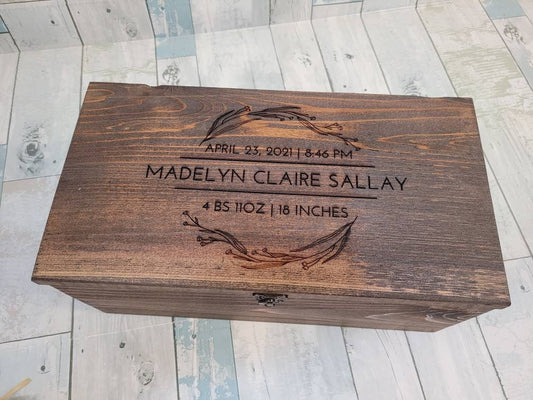 APRIL 23, 2021 | 8:46 PM
MADELYN CLAIRE SALLAY
4 BS 11OZ | 18 INCHES